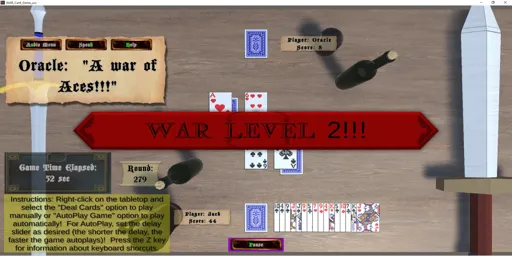 WAR_Card_Game_
Audio Menu Speak Help
Oracle: "A war of
Aces!!!"
Player: Oracle
Score: 8
WAR LEVEL 2!!!
Game Time Elapsed:
52 sec
Round:
279
Instructions: Right-click on the tabletop and
select the "Deal Cards" option to play
manually or "AutoPlay Game" option to play
automatically! For AutoPlay, set the delay
slider as desired (the shorter the delay, the
faster the game autoplays)! Press the Z key
for information about keyboard shortcuts.
Player: Jack
Score: 44
Pause